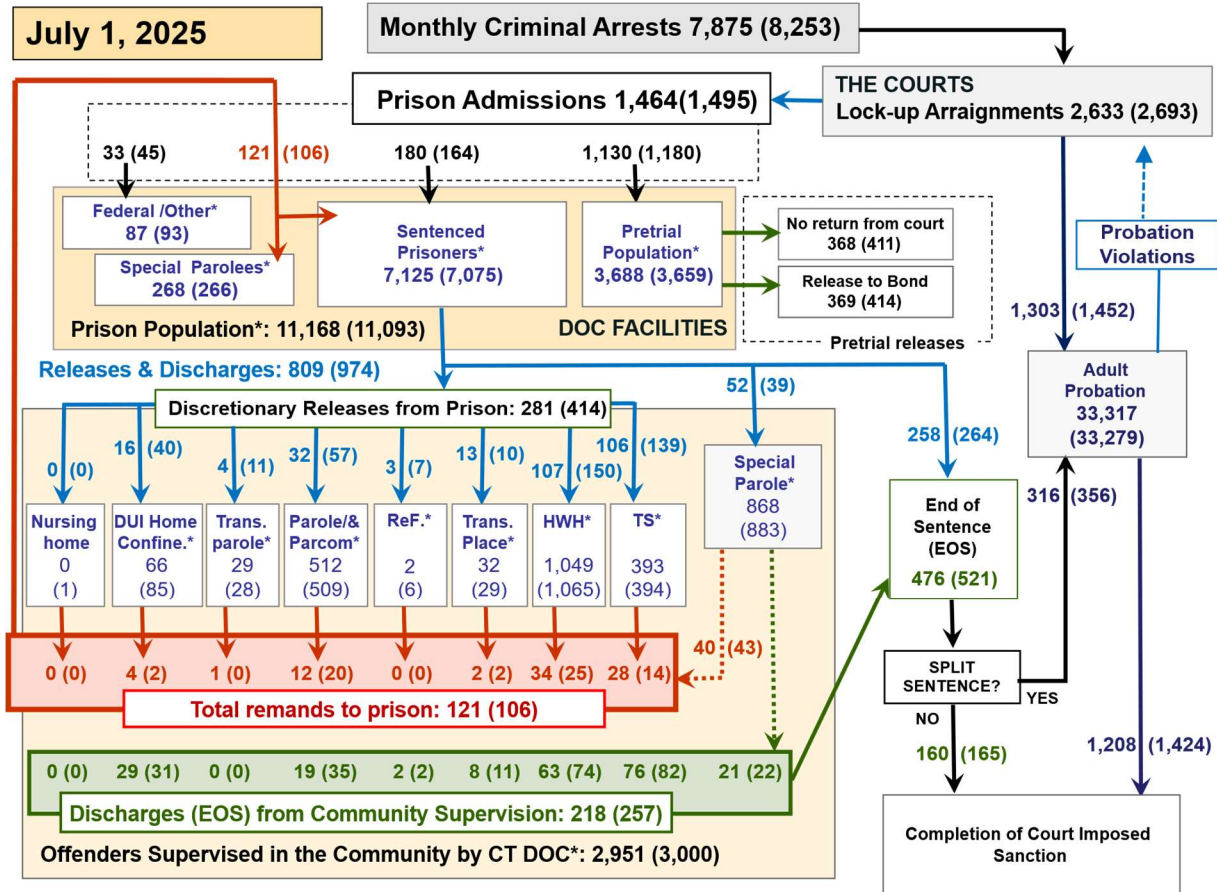 July 1, 2025
Monthly Criminal Arrests 7,875 (8,253)
THE COURTS
Lock-up Arraignments 2,633 (2,693)
Prison Admissions 1,464(1,495)
33 (45)
121 (106)
180 (164)
1,130 (1,180)
Federal /Other*
87 (93)
Special Parolees*
268 (266)
Sentenced
Prisoners*
7,125 (7,075)
Pretrial
Population*
3,688 (3,659)
No return from court
368 (411)
Release to Bond
369 (414)
Pretrial releases
Probation
Violations
Prison Population*: 11,168 (11,093)
DOC FACILITIES
1,303 (1,452)
Releases & Discharges: 809 (974)
52 (39)
Adult
Probation
33,317
(33,279)
Discretionary Releases from Prison: 281 (414)
0 (0)
16 (40)
4 (11)
32 (57)
3 (7)
13 (10)
107 (150)
106 (139)
258 (264)
316 (356)
Nursing
home
0
(1)
DUI Home
Confine.*
66
(85)
Trans.
parole*
29
(28)
Parole/&
Parcom*
512
(509)
ReF.*
2
(6)
Trans.
Place*
32
(29)
HWH*
1,049
(1,065)
TS*
393
(394)
Special
Parole*
868
(883)
End of
Sentence
(EOS)
476 (521)
40 (43)
0 (0)
4 (2)
1 (0)
12 (20)
0 (0)
2 (2)
34 (25)
28 (14)
Total remands to prison: 121 (106)
SPLIT
SENTENCE?
YES
NO
160 (165)
1,208 (1,424)
0 (0)
29 (31)
0 (0)
19 (35)
2 (2)
8 (11)
63 (74)
76 (82)
21 (22)
Discharges (EOS) from Community Supervision: 218 (257)
Offenders Supervised in the Community by CT DOC*: 2,951 (3,000)
Completion of Court Imposed
Sanction